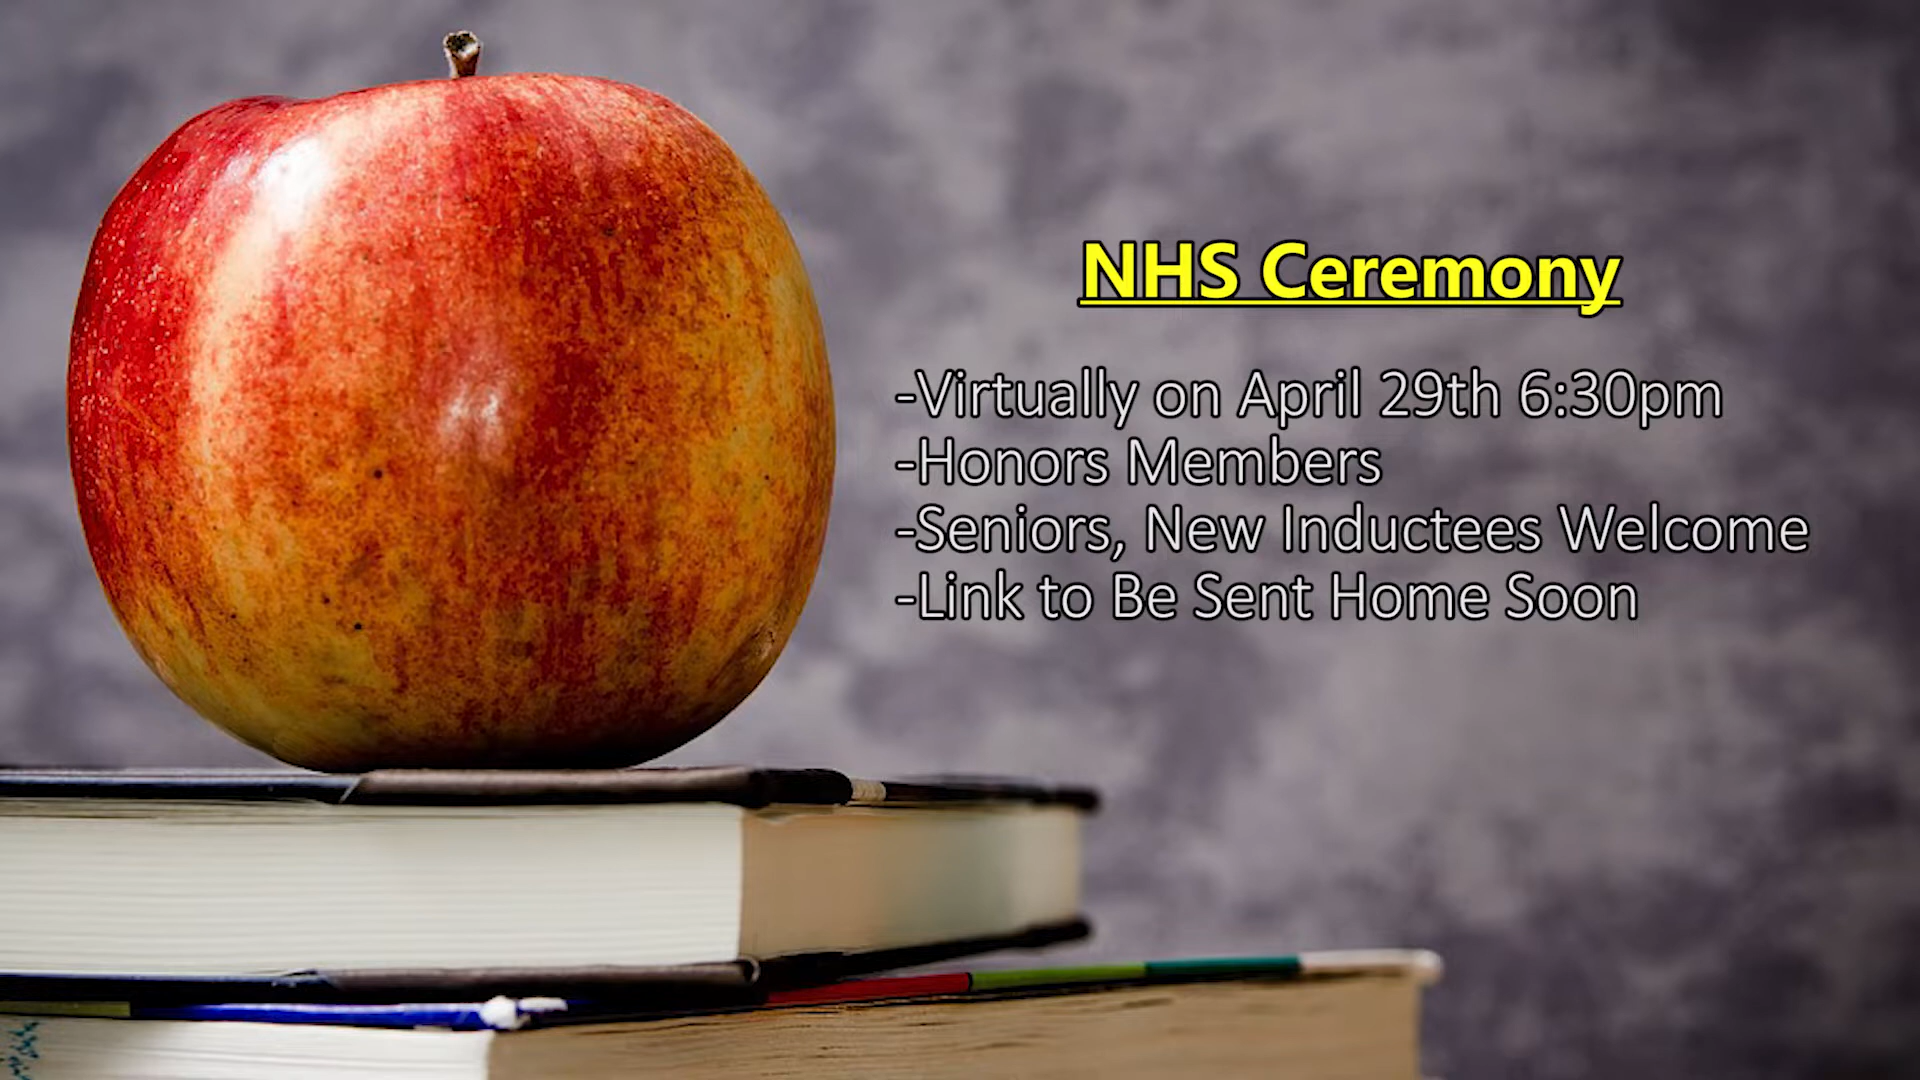 NHS Ceremony
-Virtually on April 29th 6:30pm
-Honors Members
-Seniors, New Inductees Welcome
-Link to Be Sent Home Soon